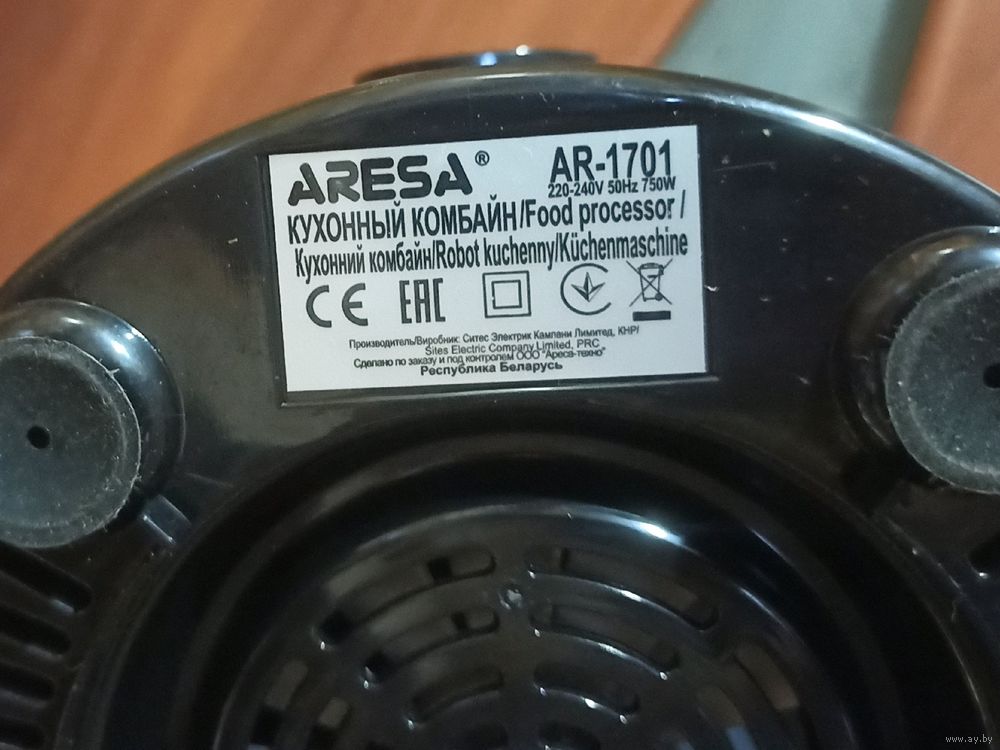 ARESA® AR-1701
220-240V 50Hz 750W
КУХОННЫЙ КОМБАЙН/Food processor /
Кухонний комбайн/Robot kuchenny/Küchenmaschine
CE EAC
Производитель/Виробник: Ситес Электрик Кампани Лимитед, КНР/
Sites Electric Company Limited, PRC
Сделано по заказу и под контролем ООО "Ареса-техно"
Республика Беларусь
www.ay.by